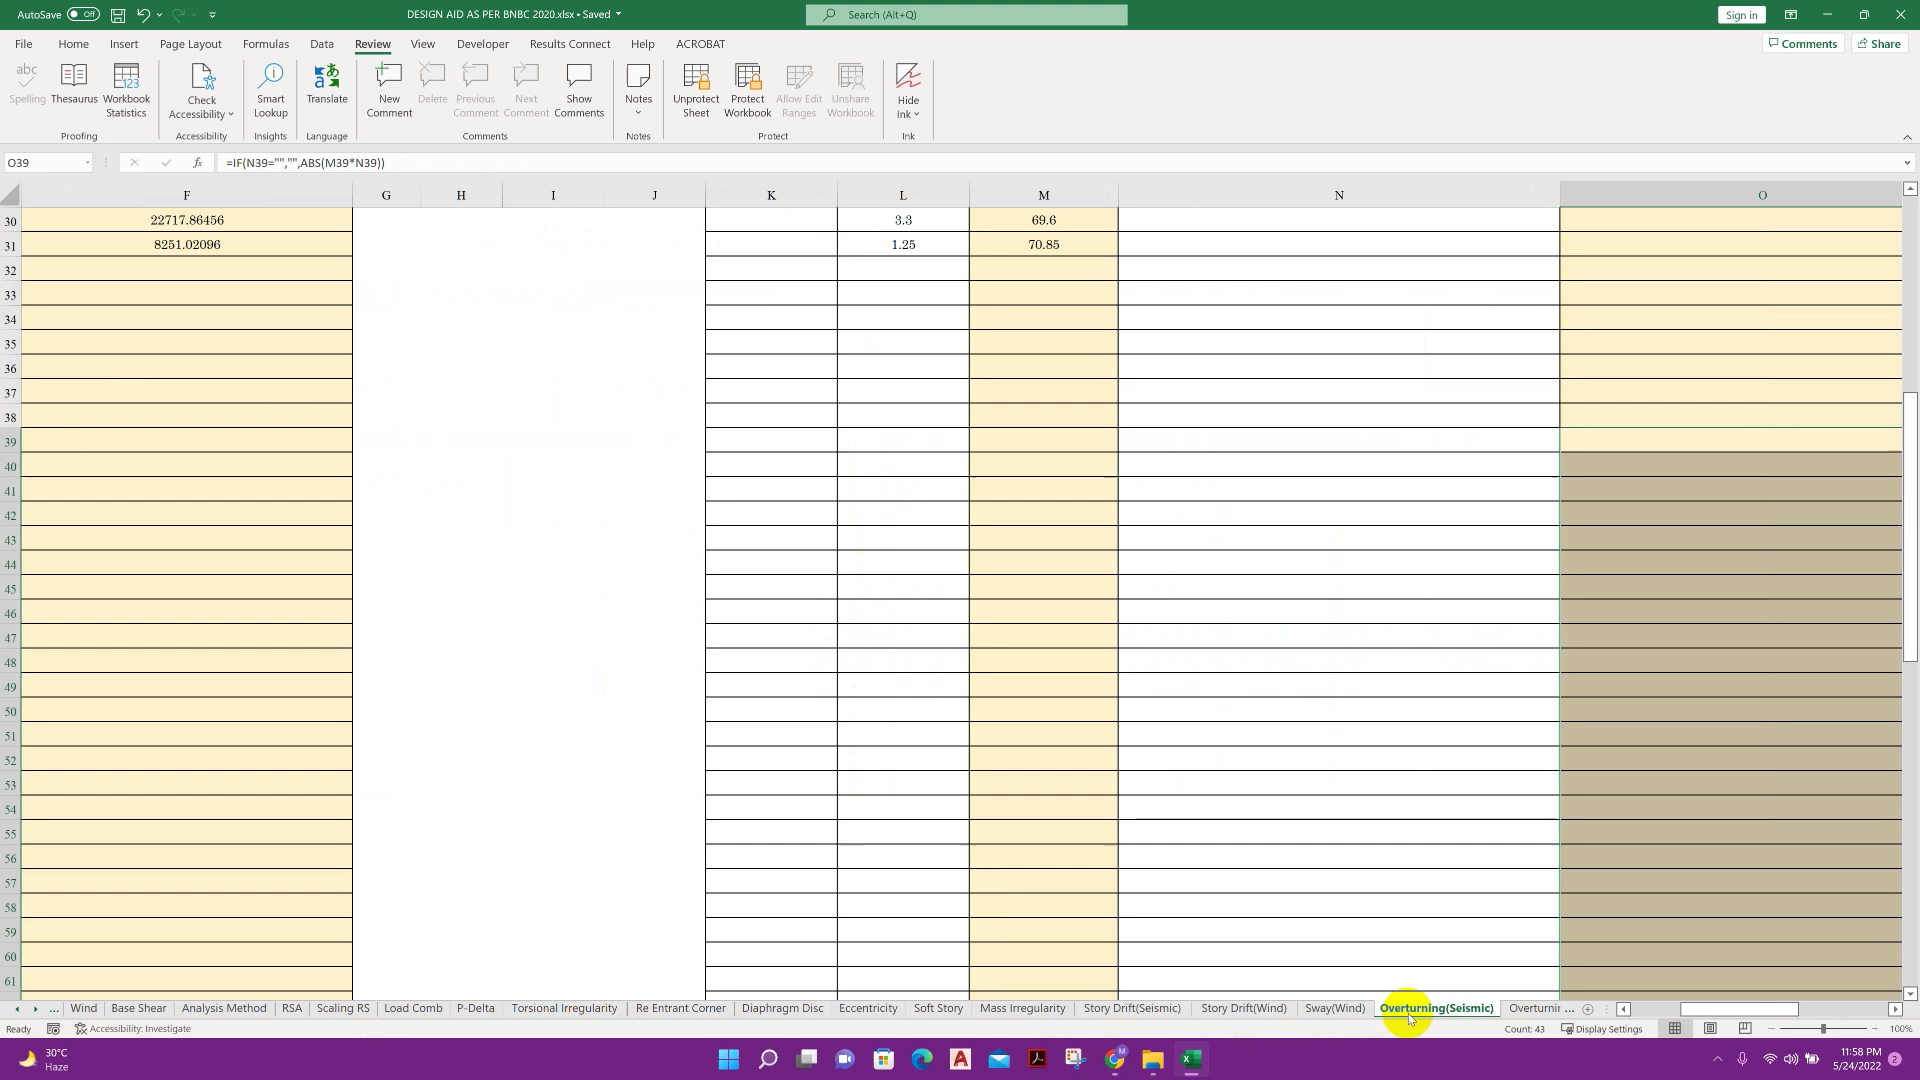 AutoSave Off DESIGN AID AS PER BNBC 2020.xlsx • Saved Search (Alt+Q) Sign in
File Home Insert Page Layout Formulas Data Review View Developer Results Connect Help ACROBAT Comments Share
abc
Spelling Thesaurus Workbook Statistics Check Accessibility Smart Lookup Translate New Comment Delete Previous Comment Next Comment Show Comments Notes Unprotect Sheet Protect Workbook Allow Edit Ranges Unshare Workbook Hide Ink
Proofing Accessibility Insights Language Comments Notes Protect Ink
O39 fx =IF(N39="","",ABS(M39*N39))
F G H I J K L M N O
30 22717.86456 3.3 69.6
31 8251.02096 1.25 70.85
32
33
34
35
36
37
38
39
40
41
42
43
44
45
46
47
48
49
50
51
52
53
54
55
56
57
58
59
60
61
... Wind Base Shear Analysis Method RSA Scaling RS Load Comb P-Delta Torsional Irregularity Re Entrant Corner Diaphragm Disc Eccentricity Soft Story Mass Irregularity Story Drift(Seismic) Story Drift(Wind) Sway(Wind) Overturning(Seismic) Overturnir ...
Ready Accessibility: Investigate Count: 43 Display Settings 100%
30°C 11:58 PM
Haze 5/24/2022 2